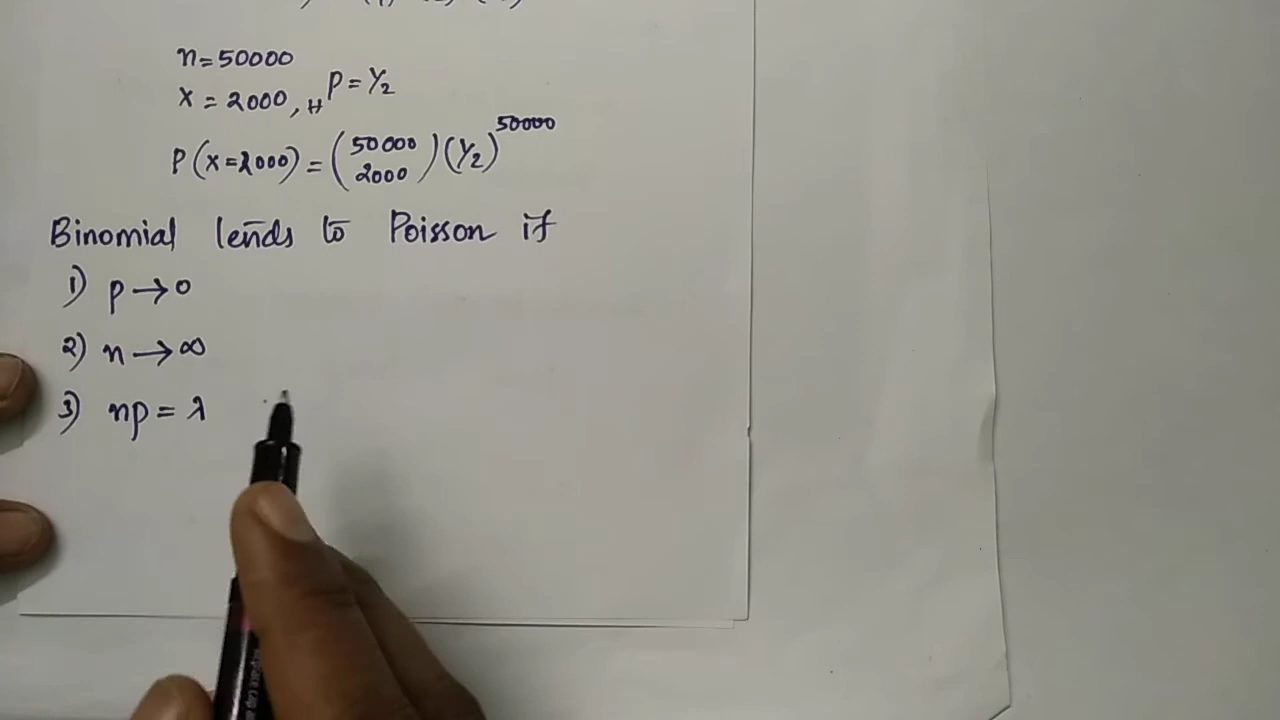 n=50000
X = 2000, H P = 1/2
P(X=2000) = (50000 2000) (1/2)^50000
Binomial tends to Poisson if
1) p→0
2) n→∞
3) np = λ